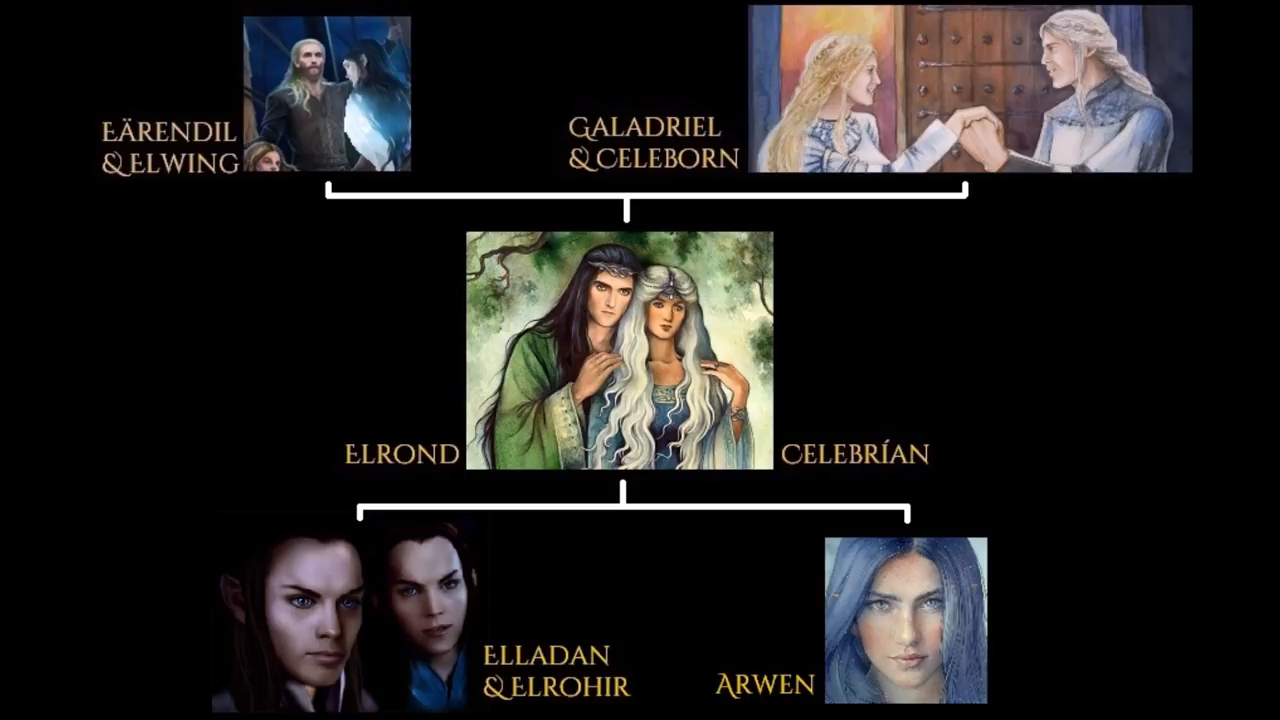 Eärendil
& Elwing
Galadriel
& Celeborn
Elrond
Celebrían
Elladan
& Elrohir
Arwen